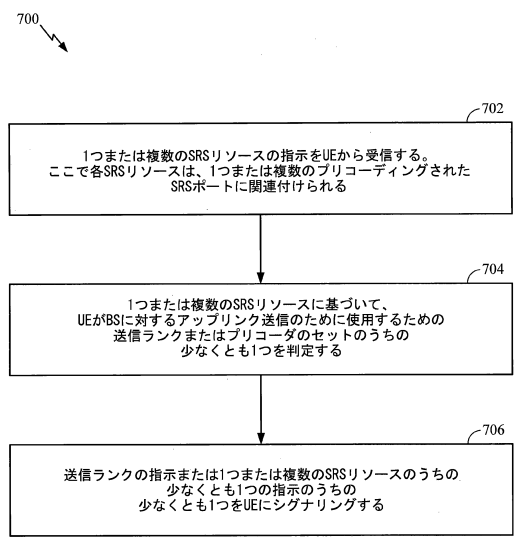 700
702
1つまたは複数のSRSリソースの指示をUEから受信する。
ここで各SRSリソースは、1つまたは複数のプリコーディングされた
SRSポートに関連付けられる
704
1つまたは複数のSRSリソースに基づいて、
UEがBSに対するアップリンク送信のために使用するための
送信ランクまたはプリコーダのセットのうちの
少なくとも1つを判定する
706
送信ランクの指示または1つまたは複数のSRSリソースのうちの
少なくとも1つの指示のうちの
少なくとも1つをUEにシグナリングする